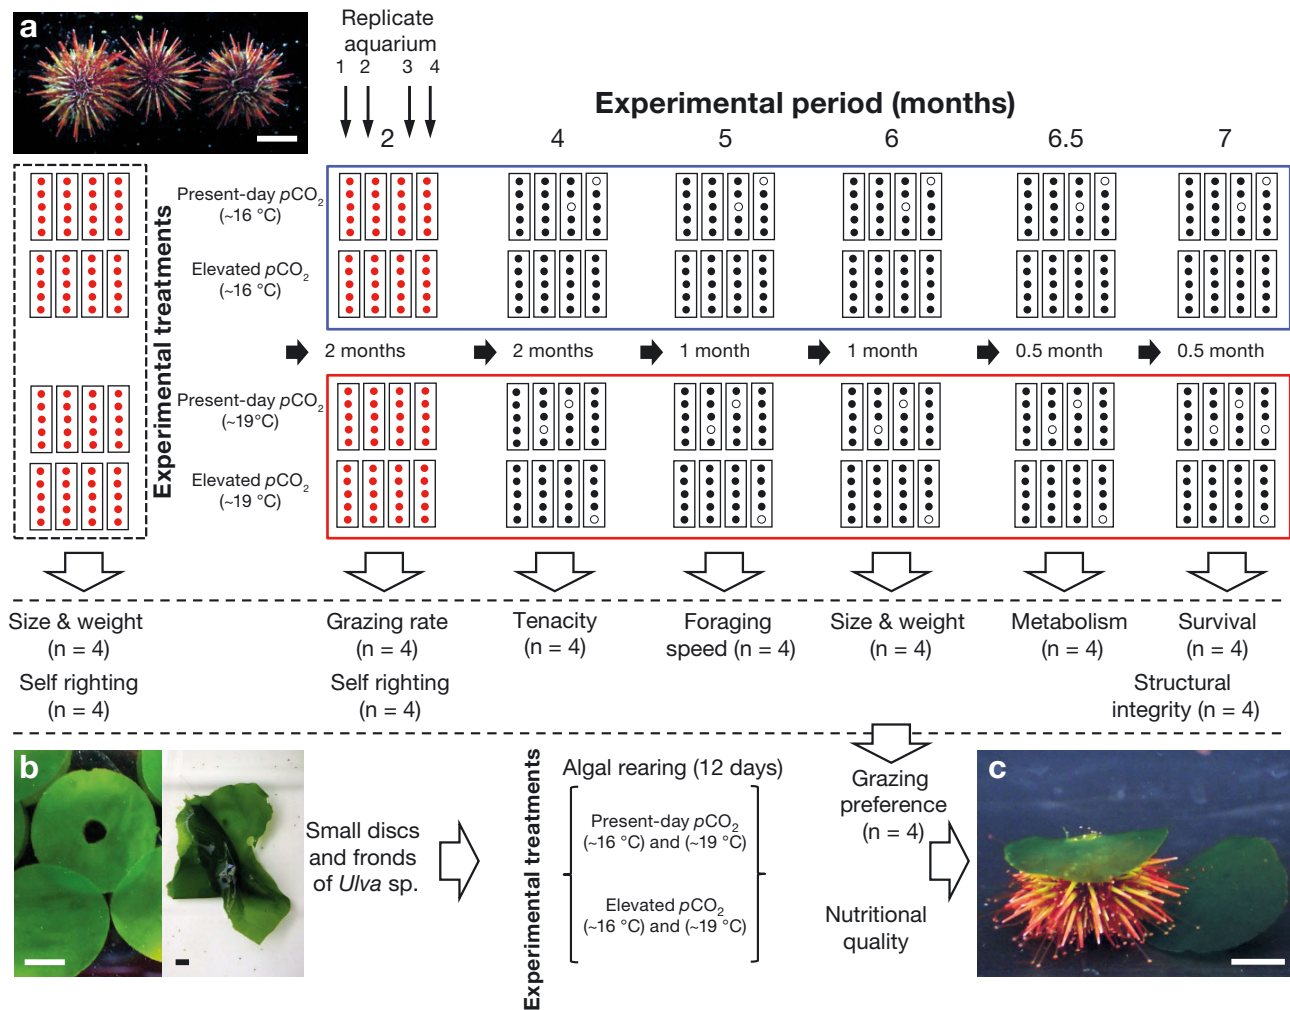 a
Replicate
aquarium
1 2 3 4
Experimental period (months)
2 4 5 6 6.5 7
Experimental treatments
Present-day pCO2
(~16 °C)
Elevated pCO2
(~16 °C)
2 months 2 months 1 month 1 month 0.5 month 0.5 month
Present-day pCO2
(~19°C)
Elevated pCO2
(~19 °C)
Size & weight
(n = 4)
Self righting
(n = 4)
Grazing rate
(n = 4)
Self righting
(n = 4)
Tenacity
(n = 4)
Foraging
speed (n = 4)
Size & weight
(n = 4)
Metabolism
(n = 4)
Survival
(n = 4)
Structural
integrity (n = 4)
b
Small discs
and fronds
of Ulva sp.
Experimental treatments
Algal rearing (12 days)
Present-day pCO2
(~16 °C) and (~19 °C)
Elevated pCO2
(~16 °C) and (~19 °C)
Grazing
preference
(n = 4)
Nutritional
quality
c